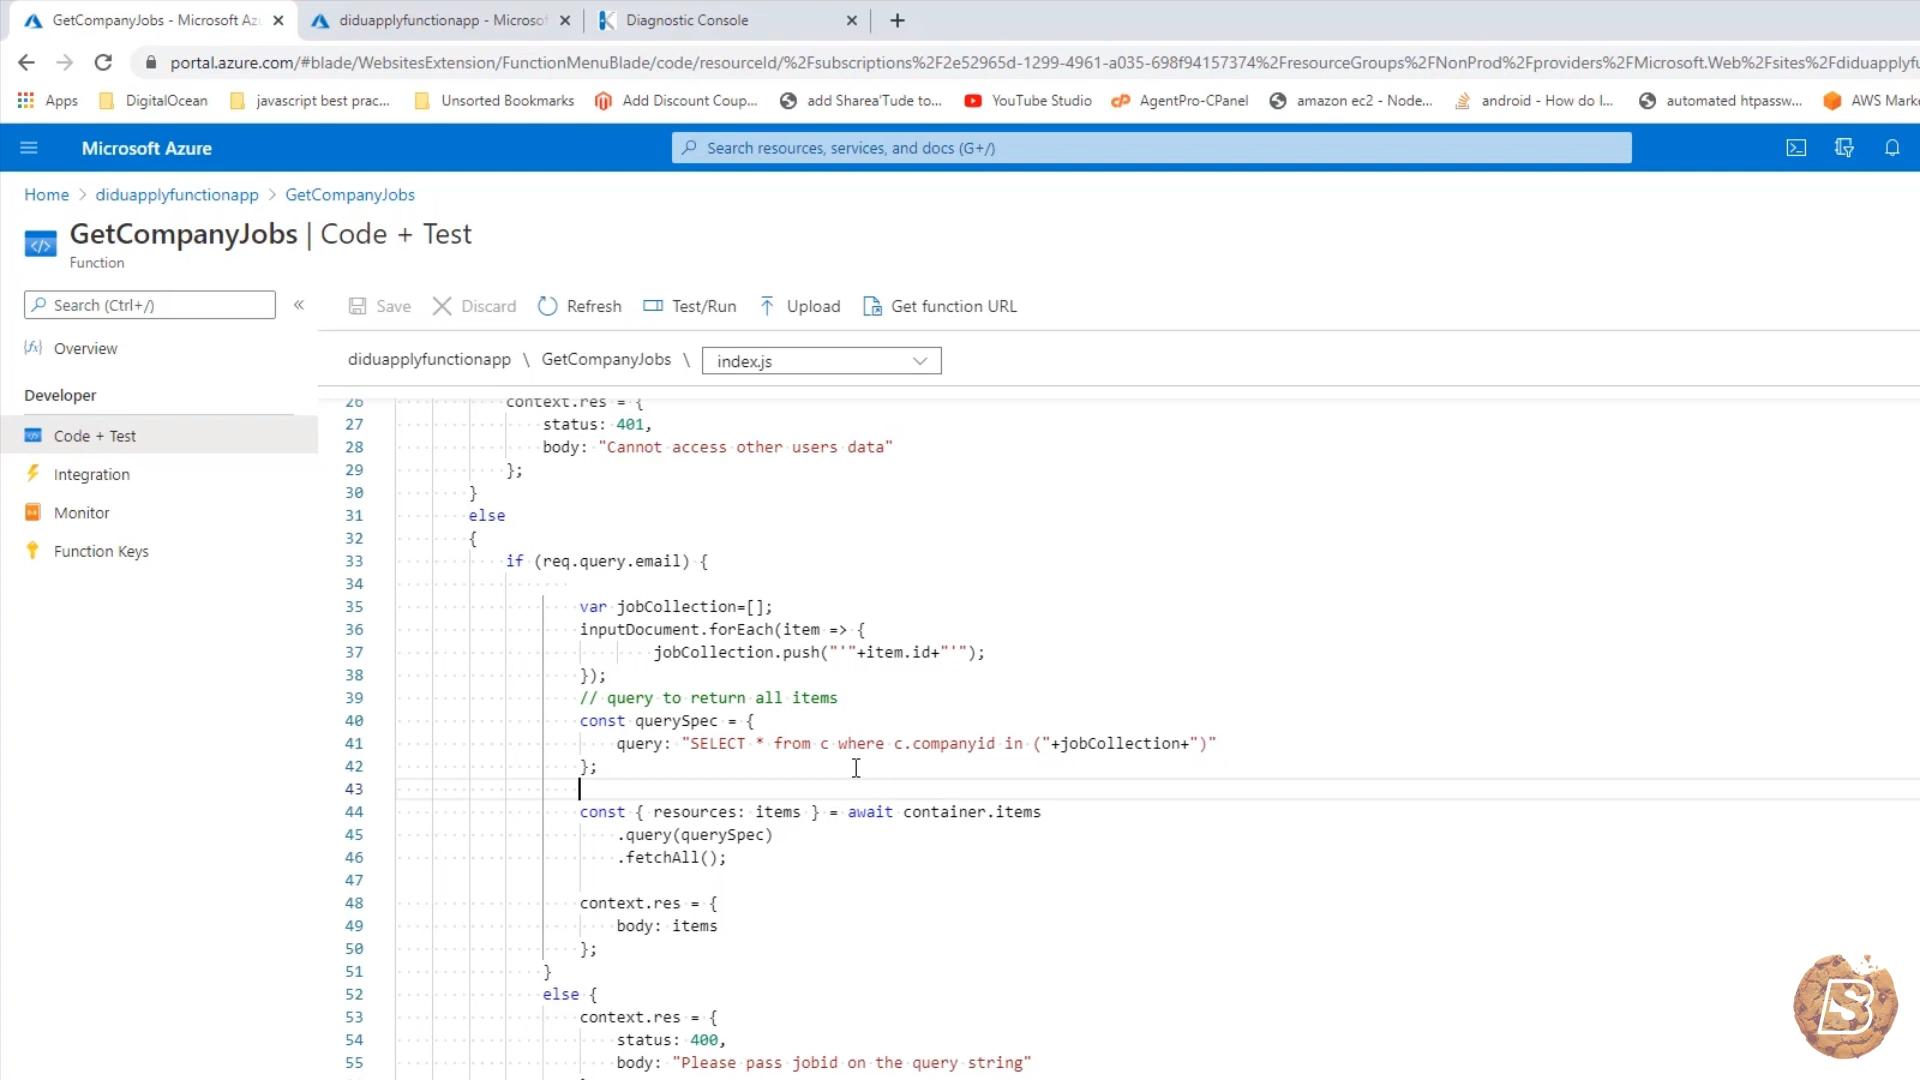 GetCompanyJobs - Microsoft Az
diduapplyfunctionapp - Microsof
Diagnostic Console
portal.azure.com/#blade/WebsitesExtension/FunctionMenuBlade/code/resourceId/%2Fsubscriptions%2F2e52965d-1299-4961-a035-698f94157374%2FresourceGroups%2FNonProd%2Fproviders%2FMicrosoft.Web%2Fsites%2Fdiduapplyfu
Apps DigitalOcean javascript best prac... Unsorted Bookmarks Add Discount Coup... add Sharea'Tude to... YouTube Studio AgentPro-CPanel amazon ec2 - Node... android - How do I... automated htpassw... AWS Marke
Microsoft Azure
Search resources, services, and docs (G+/)
Home > diduapplyfunctionapp > GetCompanyJobs
GetCompanyJobs | Code + Test
Function
Search (Ctrl+/)
«
Overview
Developer
Code + Test
Integration
Monitor
Function Keys
Save Discard Refresh Test/Run Upload Get function URL
diduapplyfunctionapp \ GetCompanyJobs \ index.js
26 context.res = {
27 status: 401,
28 body: "Cannot access other users data"
29 };
30 }
31 else
32 {
33 if (req.query.email) {
34
35 var jobCollection=[];
36 inputDocument.forEach(item => {
37 jobCollection.push("'"+item.id+"'");
38 });
39 // query to return all items
40 const querySpec = {
41 query: "SELECT * from c where c.companyid in ("+jobCollection+")"
42 };
43
44 const { resources: items } = await container.items
45 .query(querySpec)
46 .fetchAll();
47
48 context.res = {
49 body: items
50 };
51 }
52 else {
53 context.res = {
54 status: 400,
55 body: "Please pass jobid on the query string"
BS